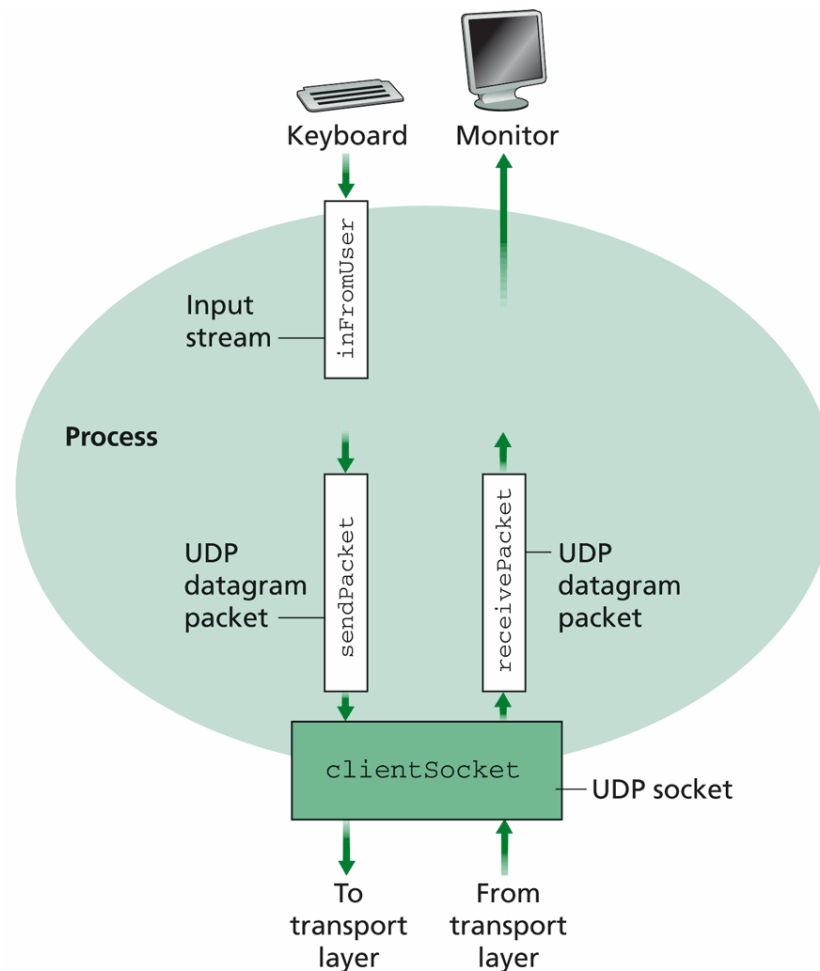 Keyboard
Monitor
Input
stream
inFromUser
Process
UDP
datagram
packet
sendPacket
receivePacket
UDP
datagram
packet
clientSocket
UDP socket
To
transport
layer
From
transport
layer